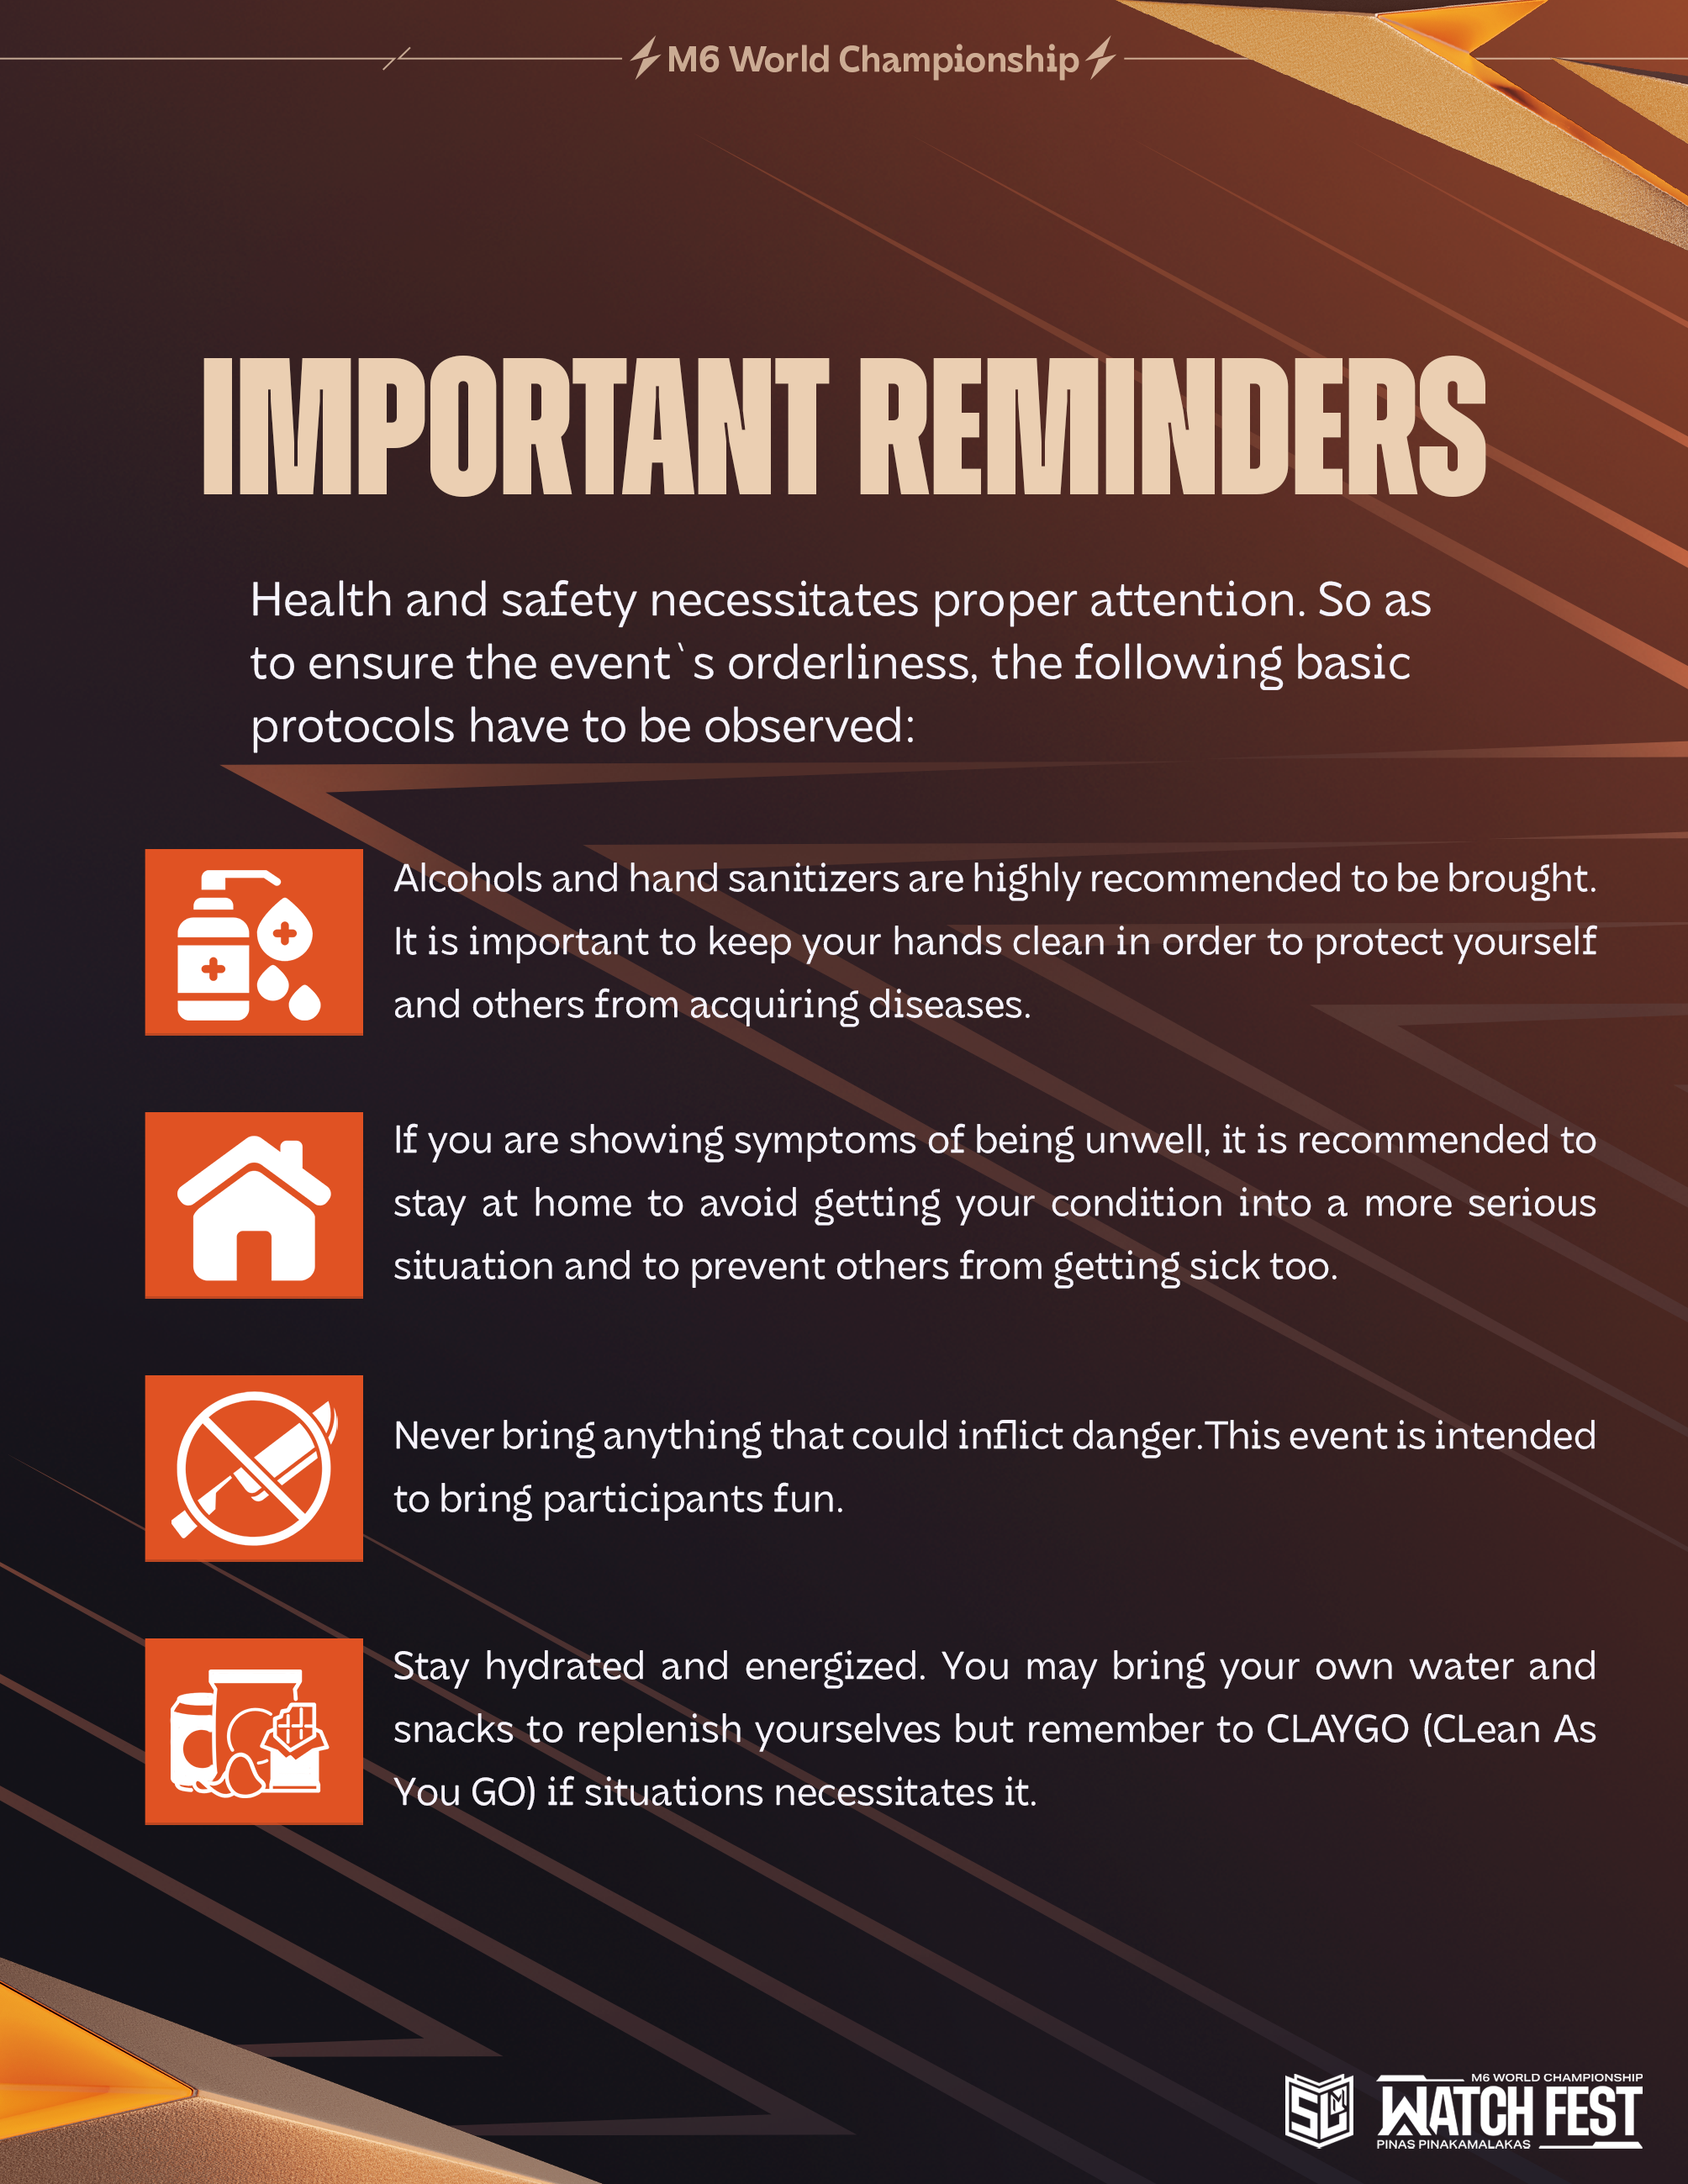 M6 World Championship
IMPORTANT REMINDERS
Health and safety necessitates proper attention. So as
to ensure the event`s orderliness, the following basic
protocols have to be observed:
Alcohols and hand sanitizers are highly recommended to be brought.
It is important to keep your hands clean in order to protect yourself
and others from acquiring diseases.
If you are showing symptoms of being unwell, it is recommended to
stay at home to avoid getting your condition into a more serious
situation and to prevent others from getting sick too.
Never bring anything that could inflict danger.This event is intended
to bring participants fun.
Stay hydrated and energized. You may bring your own water and
snacks to replenish yourselves but remember to CLAYGO (CLean As
You GO) if situations necessitates it.
M6 WORLD CHAMPIONSHIP
WATCH FEST
PINAS PINAKAMALAKAS